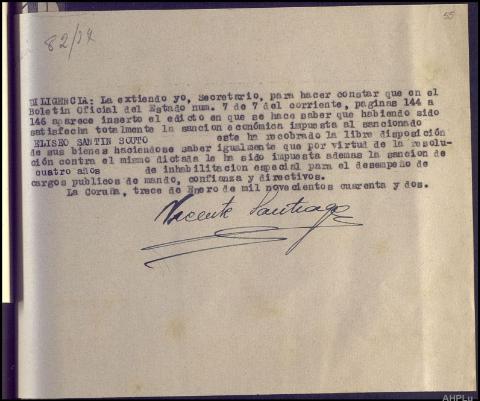 55
82/14
DILIGENCIA: La extiendo yo, Secretario, para hacer constar que en el
Boletin Oficial del Estado num. 7 de 7 del corriente, paginas 144 a
146 aparece inserto el edicto en que se hace saber que habiendo sido
satisfecha totalmente la sancion económica impuesta al sancionado
ELISEO SANTIN SOUTO este ha recobrado la libre disposición
de sus bienes haciendose saber igualmente que por virtud de la resolu-
ción contra el mismo dictada le ha sido impuesta ademas la sancion de
cuatro años de inhabilitacion especial para el desempeño de
cargos publicos de mando, confianza y directivos.
La Coruña, trece de Enero de mil novecientos cuarenta y dos.
Vicente Santiago
AHPLu